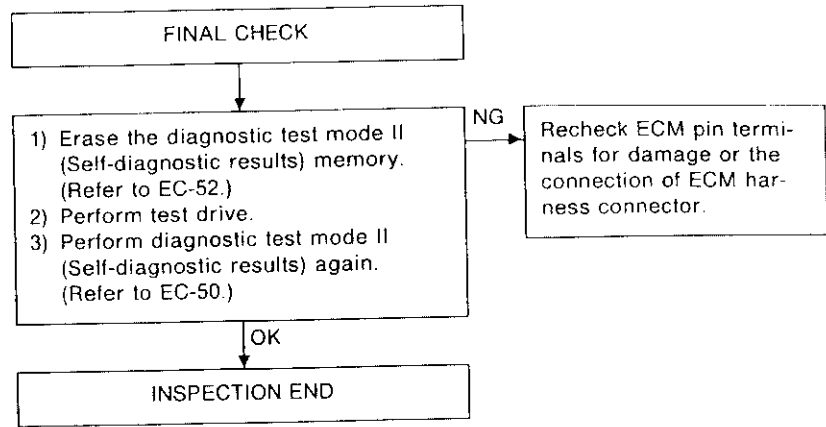 FINAL CHECK
1) Erase the diagnostic test mode II
(Self-diagnostic results) memory.
(Refer to EC-52.)
2) Perform test drive.
3) Perform diagnostic test mode II
(Self-diagnostic results) again.
(Refer to EC-50.)
NG
Recheck ECM pin termi-
nals for damage or the
connection of ECM har-
ness connector.
OK
INSPECTION END